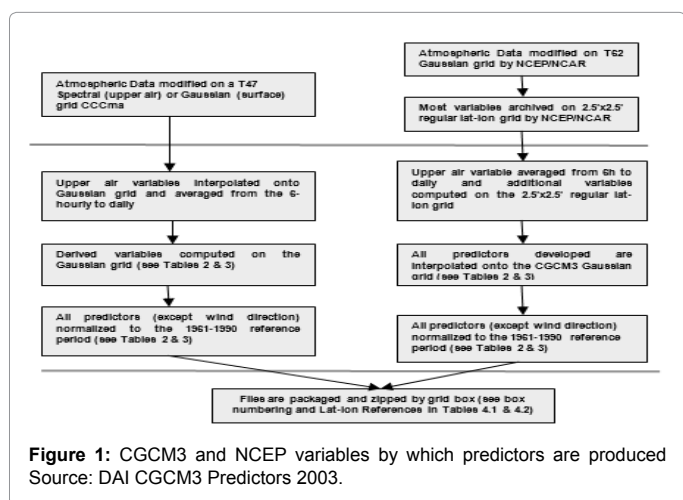 Atmospheric Data modified on a T47
Spectral (upper air) or Gaussian (surface)
grid CCCma
Atmospheric Data modified on T62
Gaussian grid by NCEP/NCAR
Most variables archived on 2.5'x2.5'
regular lat-ion grid by NCEP/NCAR
Upper air variables interpolated onto
Gaussian grid and averaged from the 6-
hourly to daily
Derived variables computed on the
Gaussian grid (see Tables 2 & 3)
All predictors (except wind direction)
normalized to the 1961-1990 reference
period (see Tables 2 & 3)
Upper air variable averaged from 6h to
daily and additional variables
computed on the 2.5'x2.5' regular lat-
ion grid
All predictors developed are
interpolated onto the CGCM3 Gaussian
grid (see Tables 2 & 3)
All predictors (except wind direction)
normalized to the 1961-1990 reference
period (see Tables 2 & 3)
Files are packaged and zipped by grid box (see box
numbering and Lat-ion References in Tables 4.1 & 4.2)
Figure 1: CGCM3 and NCEP variables by which predictors are produced
Source: DAI CGCM3 Predictors 2003.